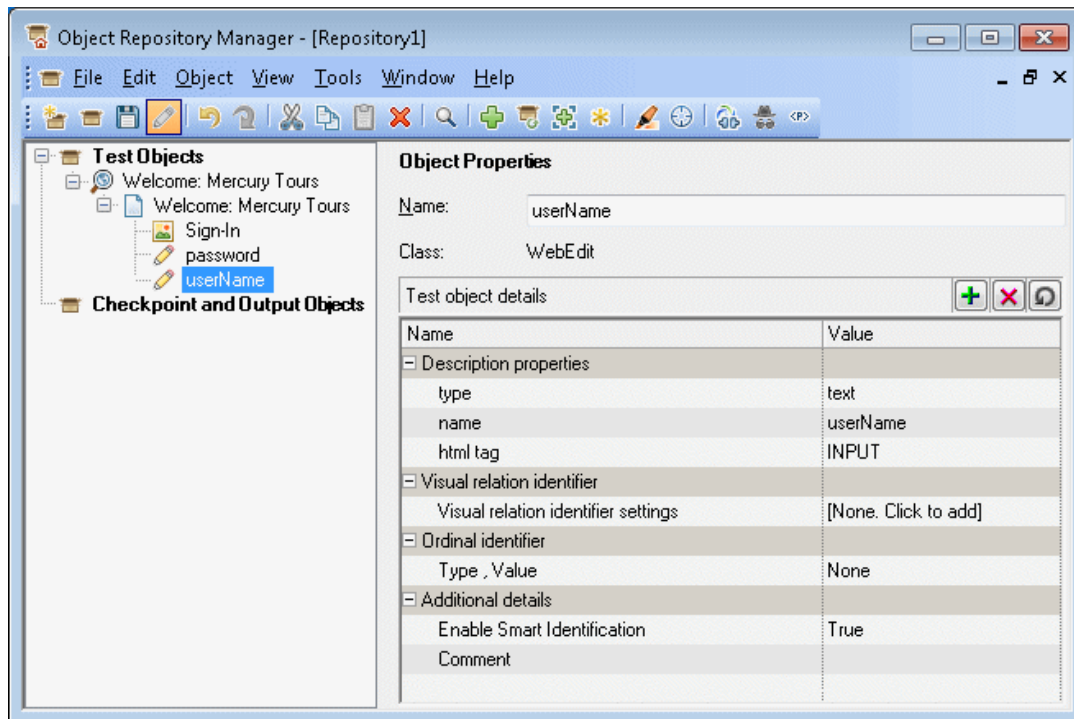 Object Repository Manager - [Repository1]
File Edit Object View Tools Window Help
<P>
Test Objects
Welcome: Mercury Tours
Welcome: Mercury Tours
Sign-In
password
userName
Checkpoint and Output Objects
Object Properties
Name: userName
Class: WebEdit
Test object details
Name Value
Description properties
type text
name userName
html tag INPUT
Visual relation identifier
Visual relation identifier settings [None. Click to add]
Ordinal identifier
Type , Value None
Additional details
Enable Smart Identification True
Comment